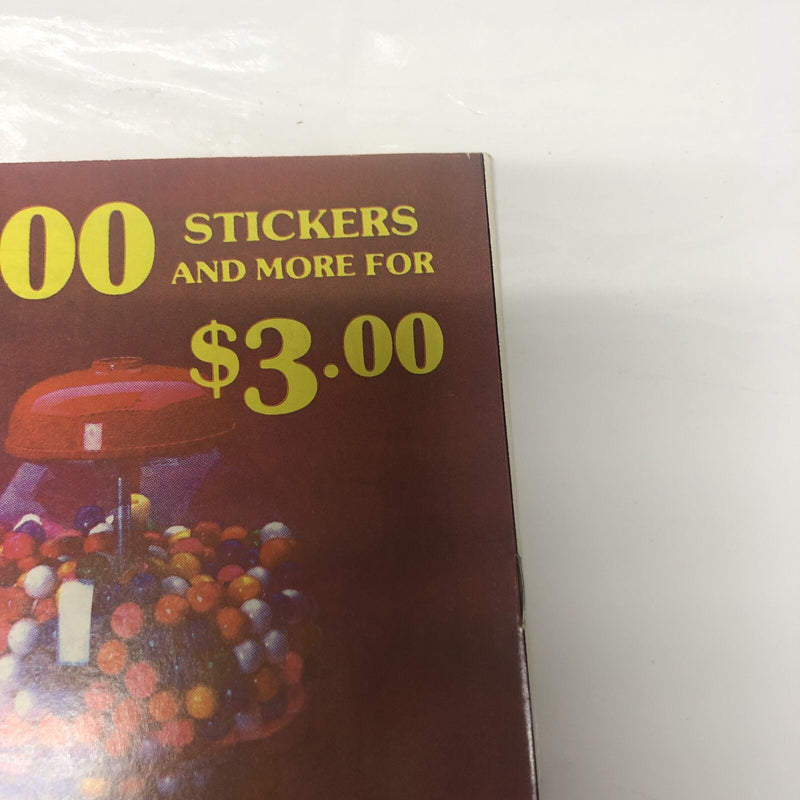 00 STICKERS
AND MORE FOR
$3.00